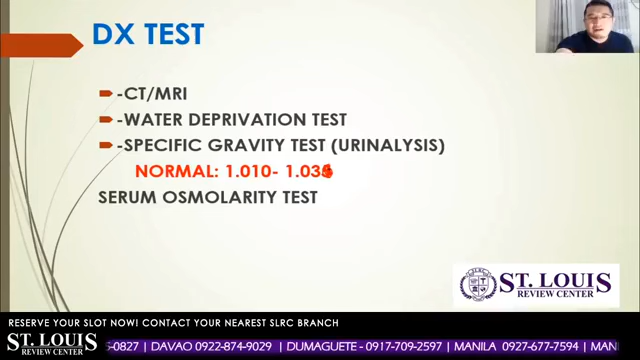 DX TEST
-CT/MRI
-WATER DEPRIVATION TEST
-SPECIFIC GRAVITY TEST (URINALYSIS)
NORMAL: 1.010- 1.035
SERUM OSMOLARITY TEST
ST. LOUIS
REVIEW CENTER
RESERVE YOUR SLOT NOW! CONTACT YOUR NEAREST SLRC BRANCH
ST. LOUIS
REVIEW CENTER
-0827 | DAVAO 0922-874-9029 | DUMAGUETE - 0917-709-2597 | MANILA 0927-677-7594 | MAN